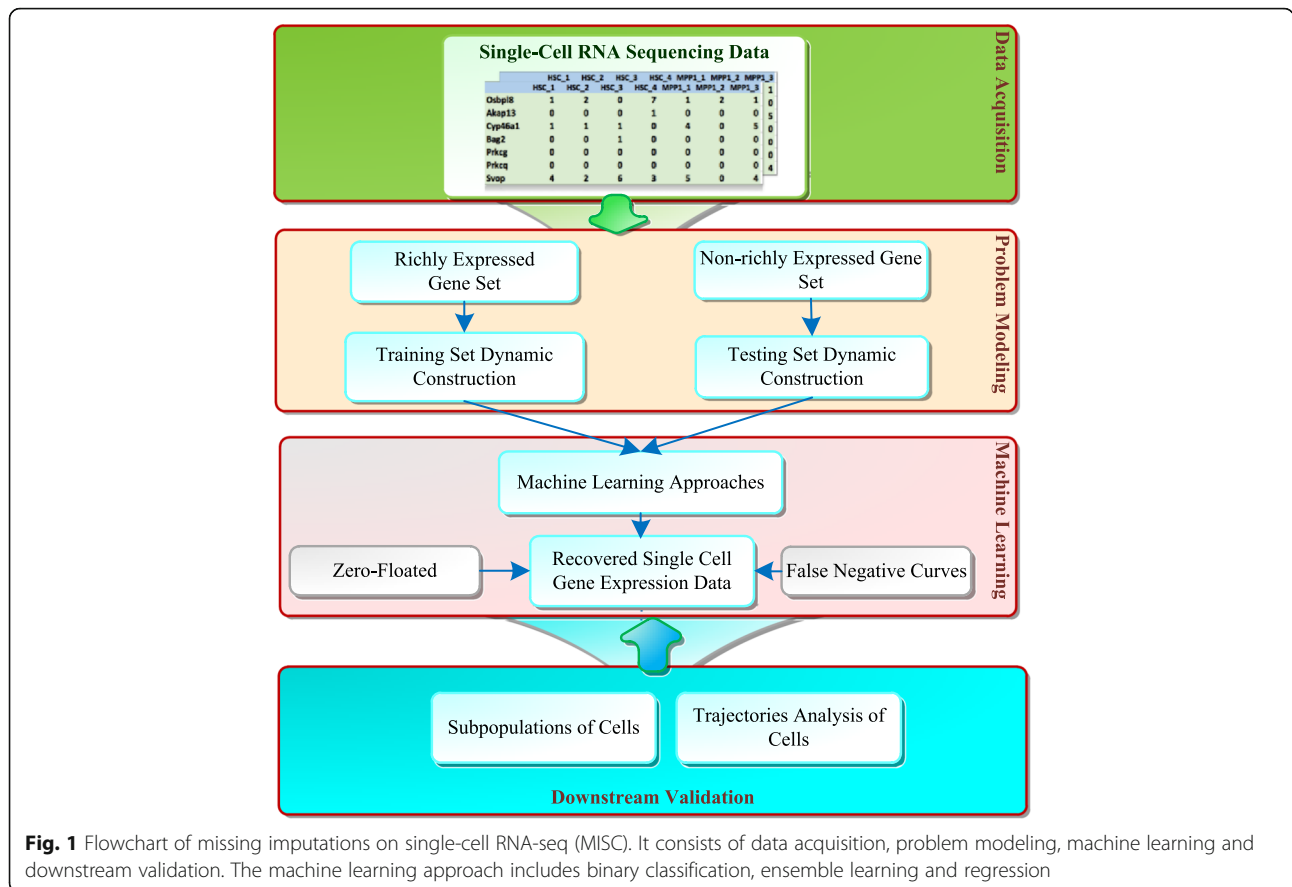 Single-Cell RNA Sequencing Data
HSC_1 HSC_2 HSC_3 HSC_4 MPP1_1 MPP1_2 MPP1_3
HSC_1 HSC_2 HSC_3 HSC_4 MPP1_1 MPP1_2 MPP1_3 1
Osbpl8 1 2 0 7 1 2 1 0
Akap13 0 0 0 1 0 0 0 5
Cyp46a1 1 1 1 0 4 0 5 0
Bag2 0 0 1 0 0 0 0 0
Prkcg 0 0 0 0 0 0 0 0
Prkcq 0 0 0 0 0 0 0 4
Svop 4 2 6 3 5 0 4
Data Acquisition
Richly Expressed
Gene Set
Non-richly Expressed Gene
Set
Training Set Dynamic
Construction
Testing Set Dynamic
Construction
Problem Modeling
Machine Learning Approaches
Zero-Floated
Recovered Single Cell
Gene Expression Data
False Negative Curves
Machine Learning
Subpopulations of Cells
Trajectories Analysis of
Cells
Downstream Validation
Fig. 1 Flowchart of missing imputations on single-cell RNA-seq (MISC). It consists of data acquisition, problem modeling, machine learning and
downstream validation. The machine learning approach includes binary classification, ensemble learning and regression